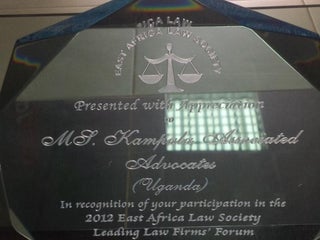 LAW
EAST AFRICA LAW SOCIETY
Presented with Appreciation
to
M/S. Kampala Associated
Advocates
(Uganda)
In recognition of your participation in the
2012 East Africa Law Society
Leading Law Firms' Forum